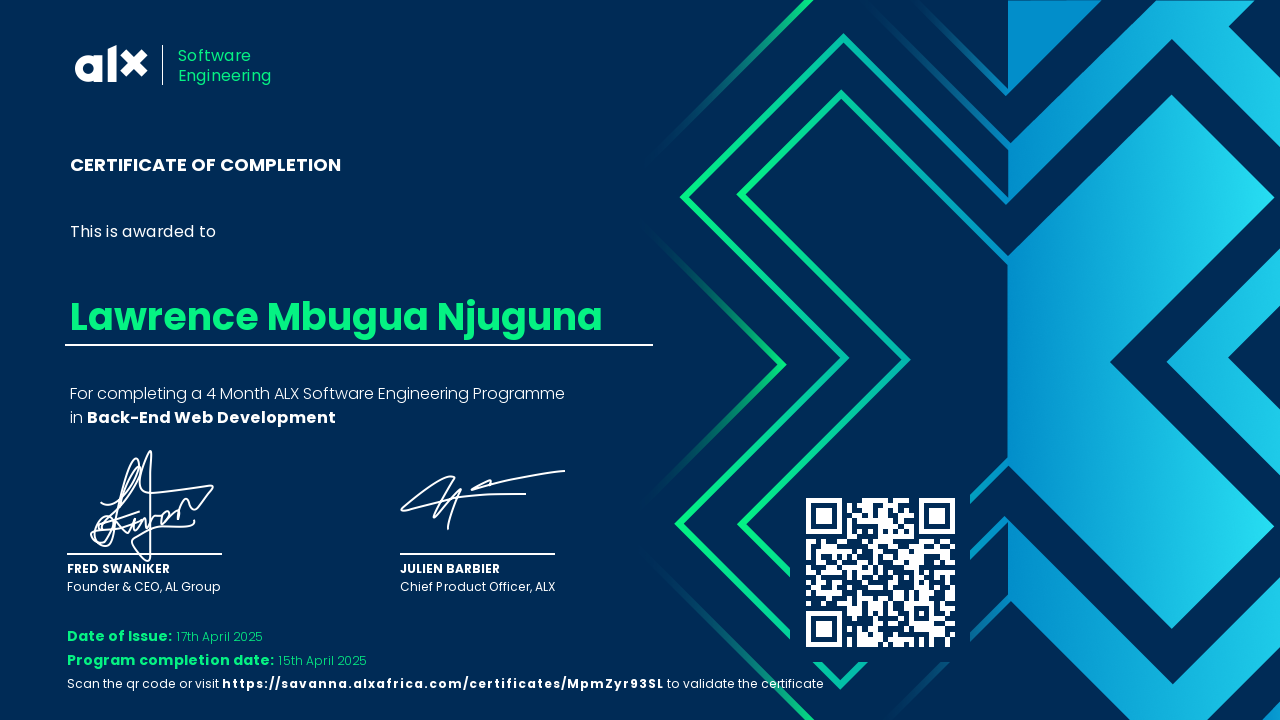 alx
Software
Engineering
CERTIFICATE OF COMPLETION
This is awarded to
Lawrence Mbugua Njuguna
For completing a 4 Month ALX Software Engineering Programme
in Back-End Web Development
FRED SWANIKER
Founder & CEO, AL Group
JULIEN BARBIER
Chief Product Officer, ALX
Date of Issue: 17th April 2025
Program completion date: 15th April 2025
Scan the qr code or visit https://savanna.alxafrica.com/certificates/MpmZyr93SL to validate the certificate